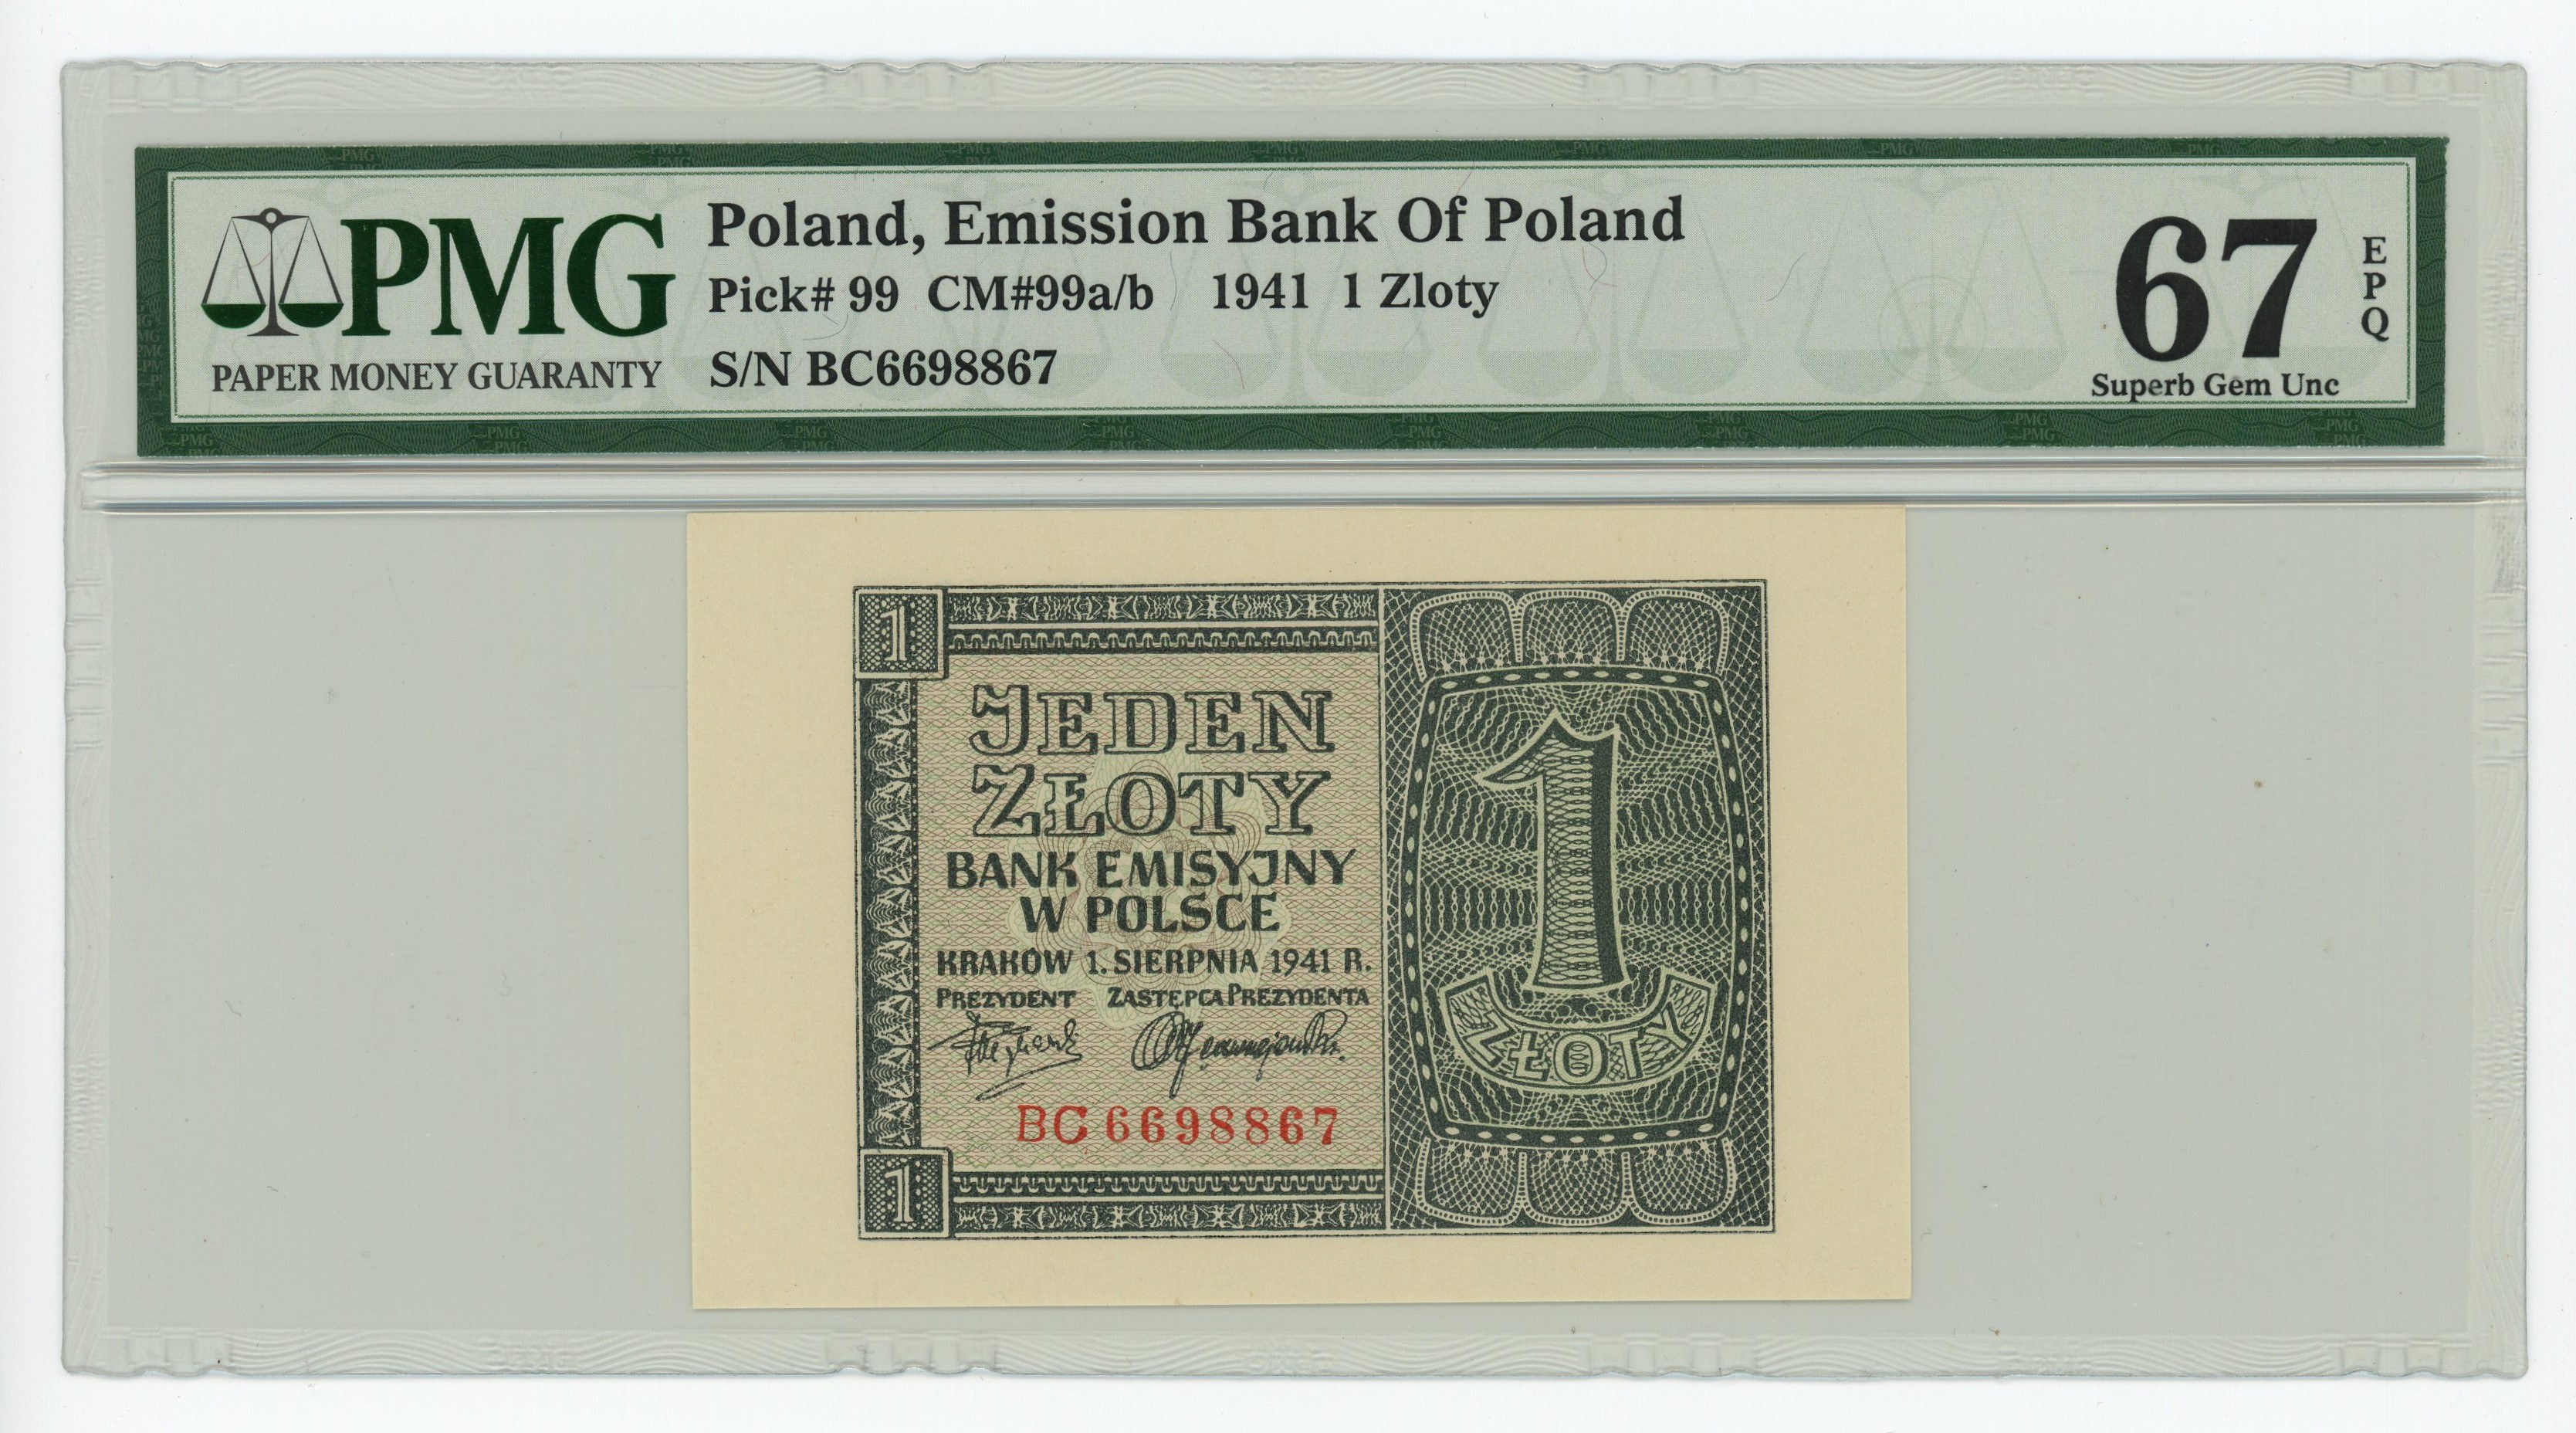 PMG
PAPER MONEY GUARANTY
Poland, Emission Bank Of Poland
Pick# 99 CM#99a/b 1941 1 Zloty
S/N BC6698867
67
EPQ
Superb Gem Unc
1
JEDEN
ZŁOTY
BANK EMISYJNY
W POLSCE
KRAKÓW 1. SIERPNIA 1941 R.
PREZYDENT ZASTĘPCA PREZYDENTA
BC 6698867
1
1
ZŁOTY